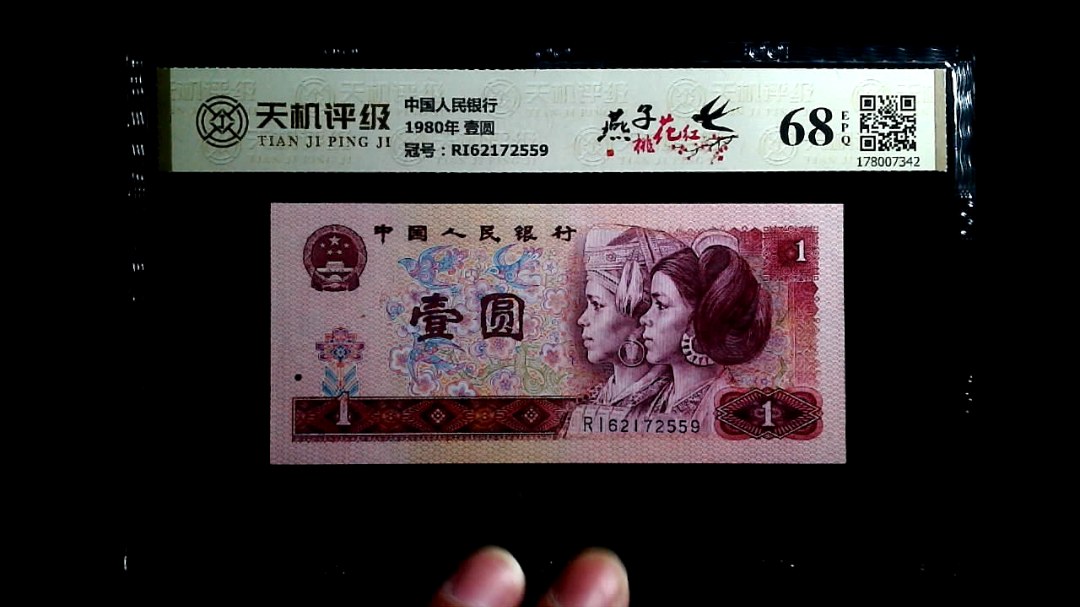 天机评级
TIAN JI PING JI
中国人民银行
1980年 壹圆
冠号：RI62172559
燕子
桃花红
68
EPQ
178007342
中国人民银行
1
壹圆
1
RI62172559
1